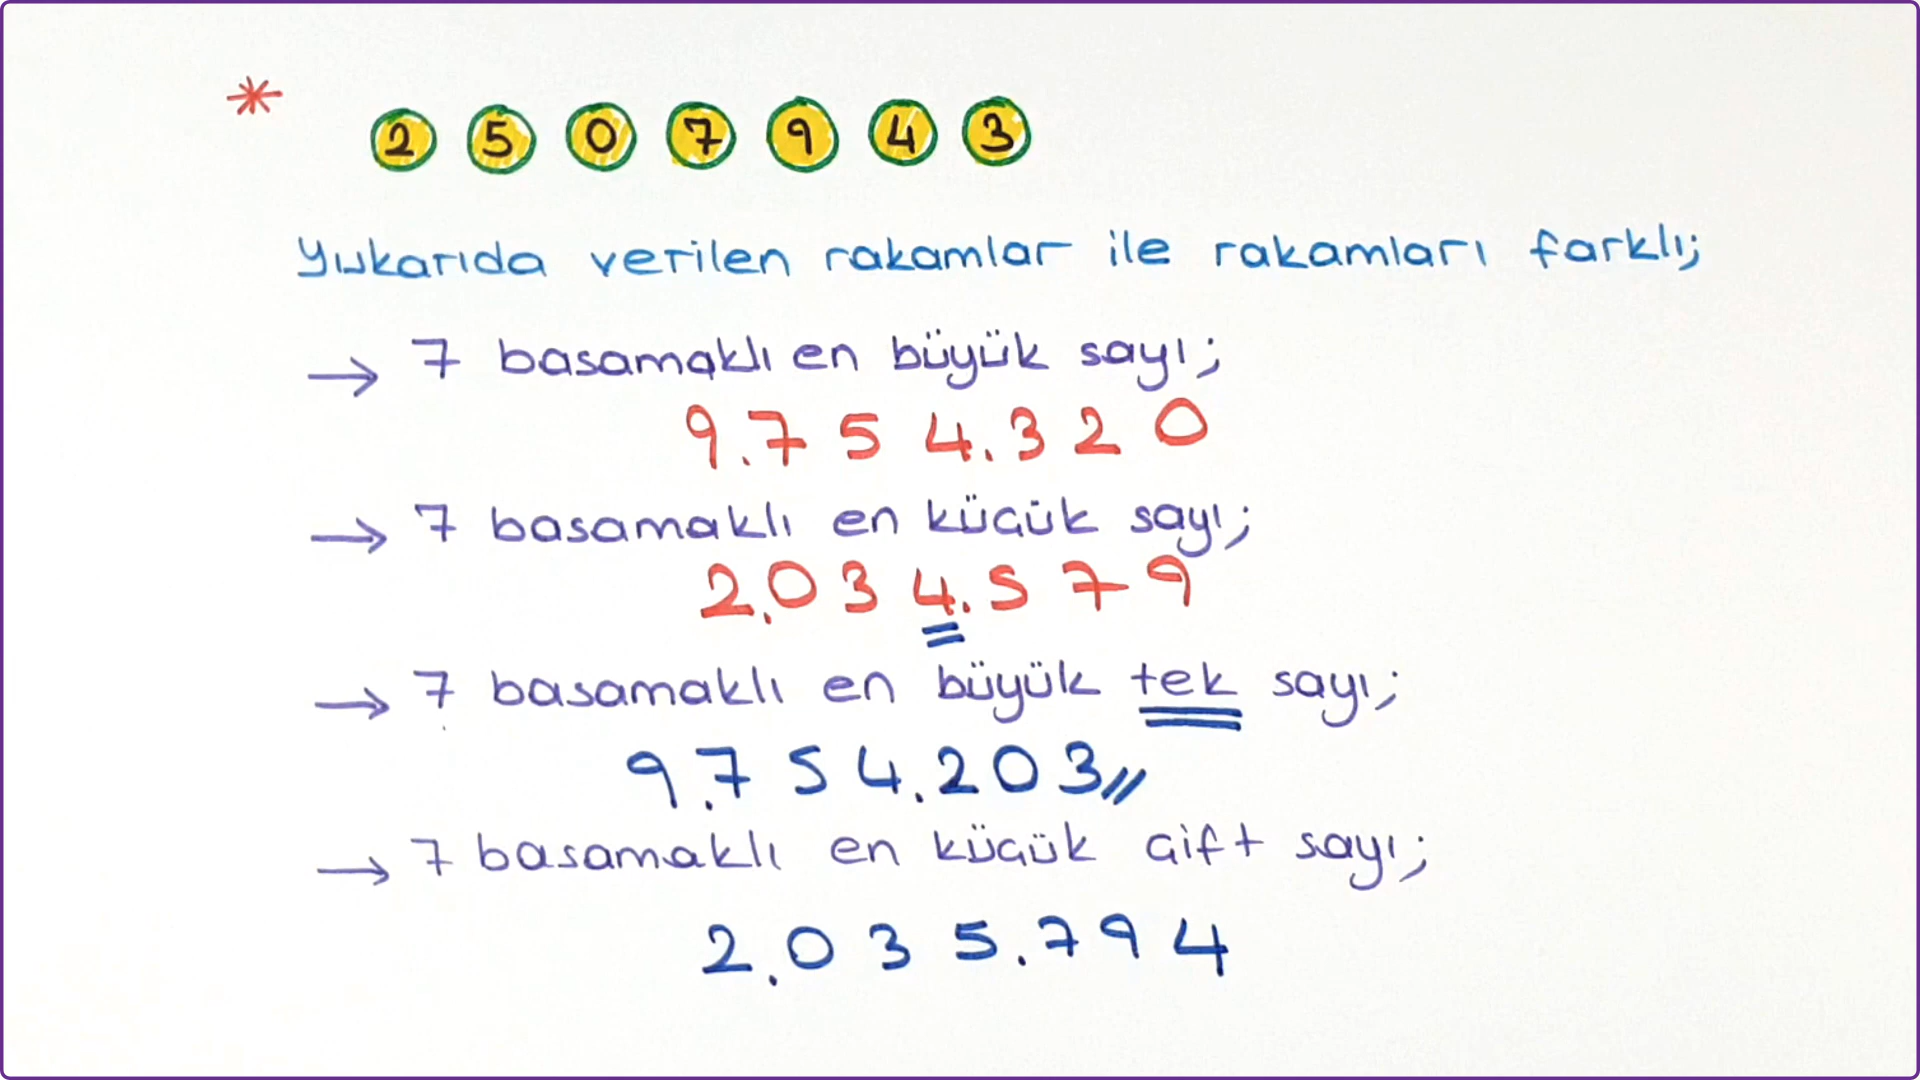 * 2 5 0 7 9 4 3
Yukarıda verilen rakamlar ile rakamları farklı;
→ 7 basamaklı en büyük sayı;
9.754.320
→ 7 basamaklı en küçük sayı;
2.034.579
→ 7 basamaklı en büyük tek sayı;
9.754.203//
→ 7 basamaklı en küçük çift sayı;
2.035.794